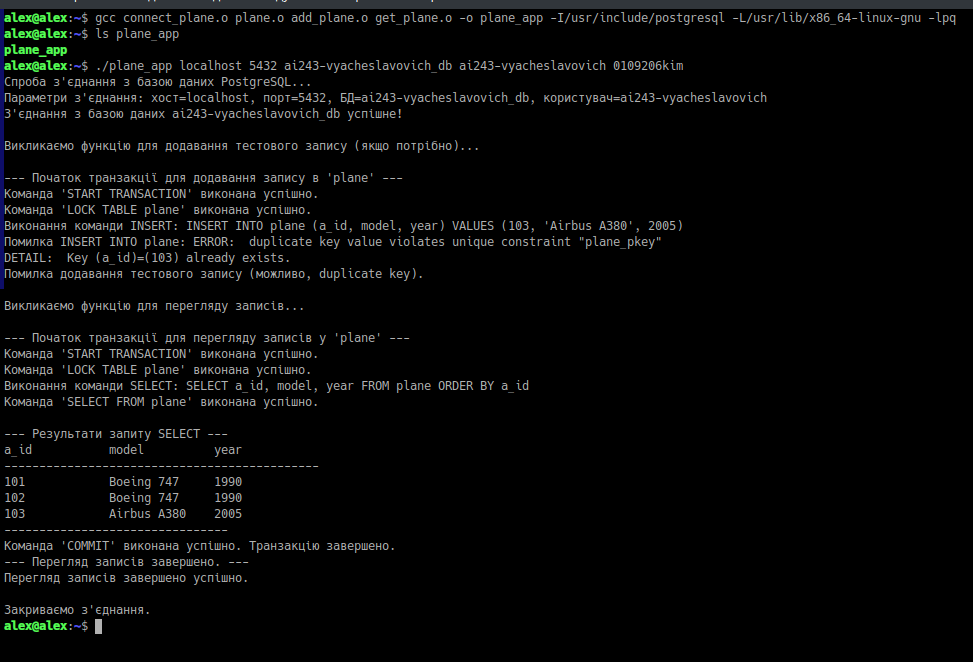 alex@alex:~$ gcc connect_plane.o plane.o add_plane.o get_plane.o -o plane_app -I/usr/include/postgresql -L/usr/lib/x86_64-linux-gnu -lpq
alex@alex:~$ ls plane_app
plane_app
alex@alex:~$ ./plane_app localhost 5432 ai243-vyacheslavovich_db ai243-vyacheslavovich 0109206kim
Спроба з'єднання з базою даних PostgreSQL...
Параметри з'єднання: хост=localhost, порт=5432, БД=ai243-vyacheslavovich_db, користувач=ai243-vyacheslavovich
З'єднання з базою даних ai243-vyacheslavovich_db успішне!
Викликаємо функцію для додавання тестового запису (якщо потрібно)...
--- Початок транзакції для додавання запису в 'plane' ---
Команда 'START TRANSACTION' виконана успішно.
Команда 'LOCK TABLE plane' виконана успішно.
Виконання команди INSERT: INSERT INTO plane (a_id, model, year) VALUES (103, 'Airbus A380', 2005)
Помилка INSERT INTO plane: ERROR:  duplicate key value violates unique constraint "plane_pkey"
DETAIL:  Key (a_id)=(103) already exists.
Помилка додавання тестового запису (можливо, duplicate key).
Викликаємо функцію для перегляду записів...
--- Початок транзакції для перегляду записів у 'plane' ---
Команда 'START TRANSACTION' виконана успішно.
Команда 'LOCK TABLE plane' виконана успішно.
Виконання команди SELECT: SELECT a_id, model, year FROM plane ORDER BY a_id
Команда 'SELECT FROM plane' виконана успішно.
--- Результати запиту SELECT ---
a_id           model          year
---------------------------------------------
101            Boeing 747     1990
102            Boeing 747     1990
103            Airbus A380    2005
--------------------------------
Команда 'COMMIT' виконана успішно. Транзакцію завершено.
--- Перегляд записів завершено. ---
Перегляд записів завершено успішно.
Закриваємо з'єднання.
alex@alex:~$